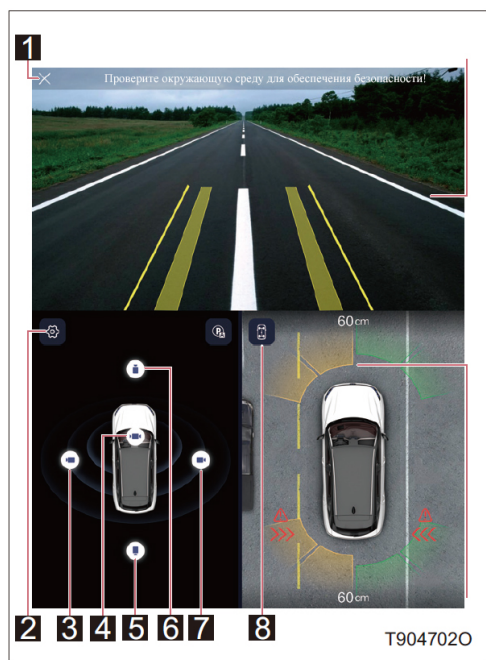 1
Проверите окружающую среду для обеспечения безопасности!
60cm
60cm
2 3 4 5 6 7 8
T904702O